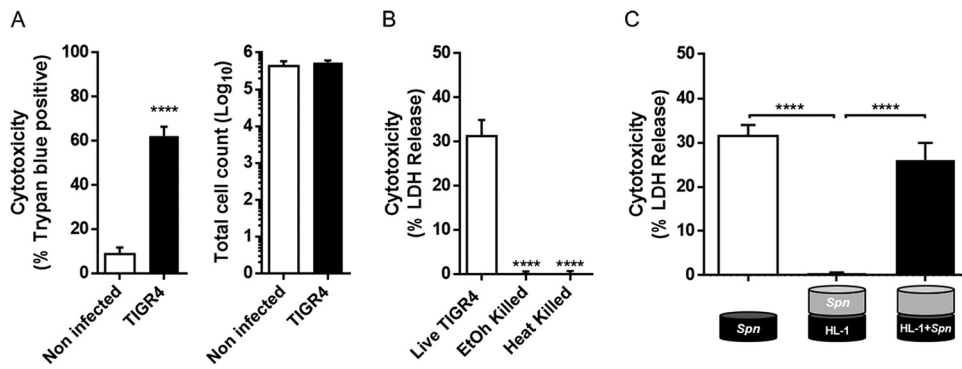 A
Cytotoxicity
(% Trypan blue positive)
100
80
60
40
20
0
****
Non infected
TIGR4
Total cell count (Log10)
6
5
4
3
2
1
0
Non infected
TIGR4
B
Cytotoxicity
(% LDH Release)
50
40
30
20
10
0
****
****
Live TIGR4
EtOh Killed
Heat Killed
C
Cytotoxicity
(% LDH Release)
50
40
30
20
10
0
****
****
Spn
Spn
HL-1
HL-1+Spn